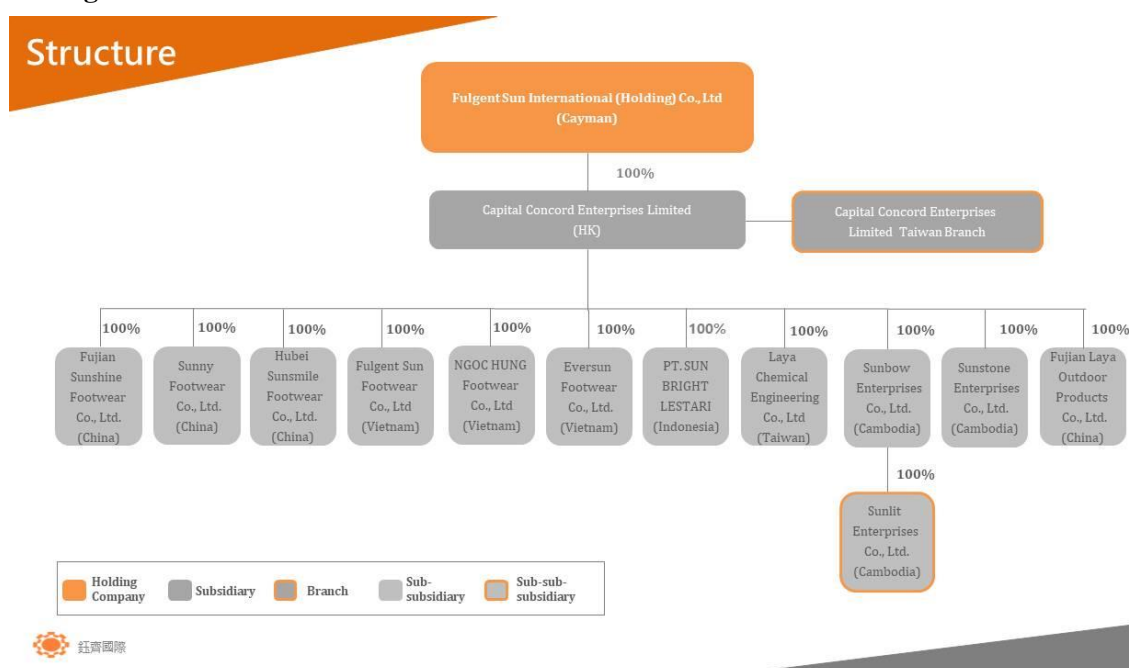 Structure
Fulgent Sun International (Holding) Co., Ltd
(Cayman)
100%
Capital Concord Enterprises Limited
(HK)
Capital Concord Enterprises
Limited Taiwan Branch
100%
100%
100%
100%
100%
100%
100%
100%
100%
100%
100%
Fujian
Sunshine
Footwear
Co., Ltd.
(China)
Sunny
Footwear
Co., Ltd.
(China)
Hubei
Sunsmile
Footwear
Co., Ltd.
(China)
Fulgent Sun
Footwear
Co., Ltd
(Vietnam)
NGOC HUNG
Footwear
Co., Ltd
(Vietnam)
Eversun
Footwear
Co., Ltd.
(Vietnam)
PT. SUN
BRIGHT
LESTARI
(Indonesia)
Laya
Chemical
Engineering
Co., Ltd
(Taiwan)
Sunbow
Enterprises
Co., Ltd.
(Cambodia)
Sunstone
Enterprises
Co., Ltd.
(Cambodia)
Fujian Laya
Outdoor
Products
Co., Ltd.
(China)
100%
Sunlit
Enterprises
Co., Ltd.
(Cambodia)
Holding
Company
Subsidiary
Branch
Sub-
subsidiary
Sub-sub-
subsidiary
鈺齊國際